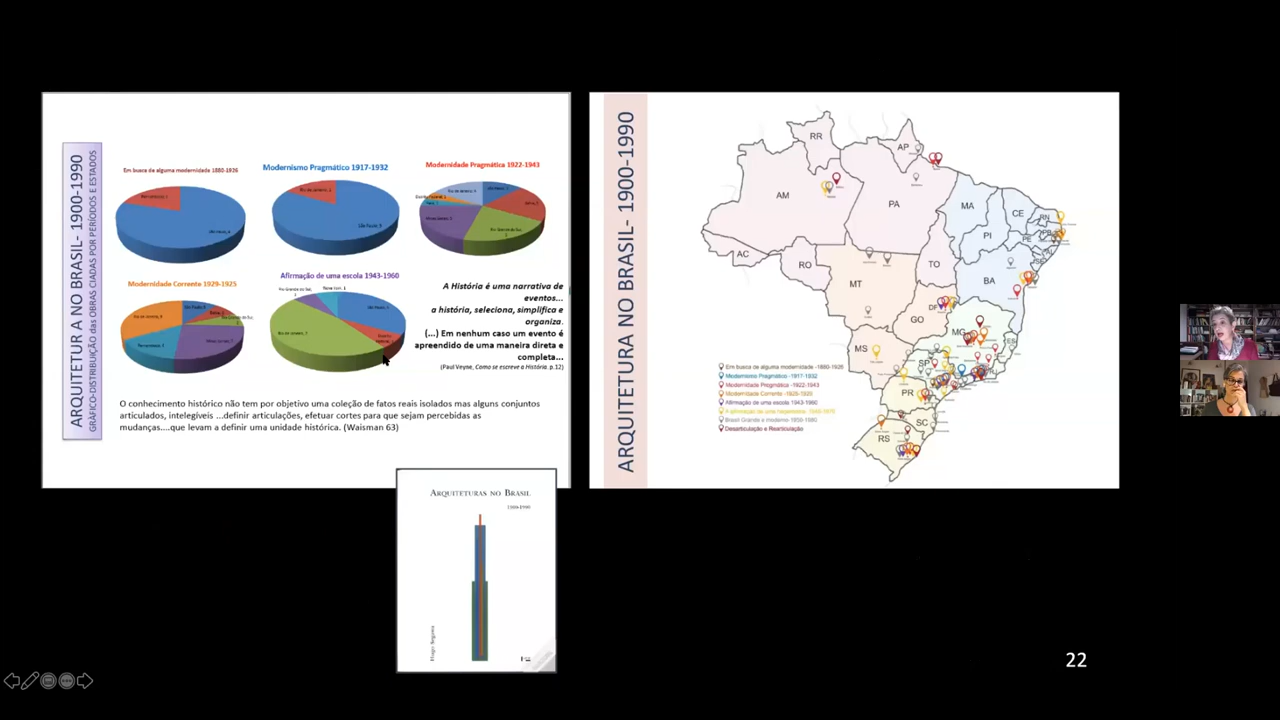 ARQUITETUR A NO BRASIL- 1900-1990
GRÁFICO-DISTRIBUIÇÃO das OBRAS CIADAS POR PERÍODOS E ESTADOS
Em busca de alguma modernidade 1880-1926
Modernismo Pragmático 1917-1932
Modernidade Pragmática 1922-1943
Modernidade Corrente 1929-1925
Afirmação de uma escola 1943-1960
A História é uma narrativa de
eventos...
a história, seleciona, simplifica e
organiza.
(...) Em nenhum caso um evento é
apreendido de uma maneira direta e
completa...
(Paul Veyne, Como se escreve a História. p.12)
O conhecimento histórico não tem por objetivo uma coleção de fatos reais isolados mas alguns conjuntos
articulados, intelegíveis ...definir articulações, efetuar cortes para que sejam percebidas as
mudanças....que levam a definir uma unidade histórica. (Waisman 63)
ARQUITETURAS NO BRASIL
Hugo Segawa
ARQUITETURA NO BRASIL- 1900-1990
RR
AP
AM
PA
MA
CE
RN
PI
PE
AC
RO
TO
BA
MT
DF
GO
MG
ES
MS
SP
PR
SC
RS
Em busca de alguma modernidade -1880-1926
Modernismo Pragmático -1917-1932
Modernidade Pregmática -1922-1943
Modernidade Corrente -1929-1920
Afirmação de uma escola 1943-1960
Brasil Grande e moderno -1959-1980
Desarticulação e Rearticulação
22